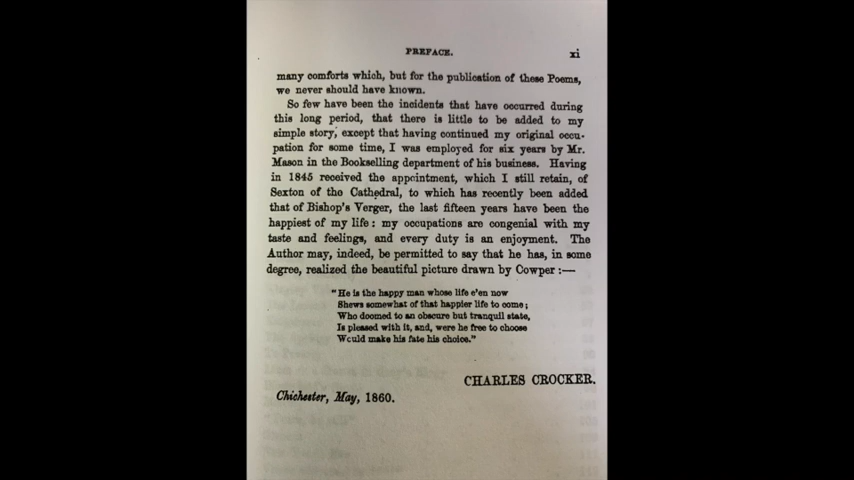 PREFACE. xi
many comforts which, but for the publication of these Poems,
we never should have known.
So few have been the incidents that have occurred during
this long period, that there is little to be added to my
simple story, except that having continued my original occu-
pation for some time, I was employed for six years by Mr.
Mason in the Bookselling department of his business. Having
in 1845 received the appointment, which I still retain, of
Sexton of the Cathedral, to which has recently been added
that of Bishop's Verger, the last fifteen years have been the
happiest of my life : my occupations are congenial with my
taste and feelings, and every duty is an enjoyment. The
Author may, indeed, be permitted to say that he has, in some
degree, realized the beautiful picture drawn by Cowper :—
"He is the happy man whose life e'en now
Shews somewhat of that happier life to come ;
Who doomed to an obscure but tranquil state,
Is pleased with it, and, were he free to choose
Would make his fate his choice."
CHARLES CROCKER.
Chichester, May, 1860.